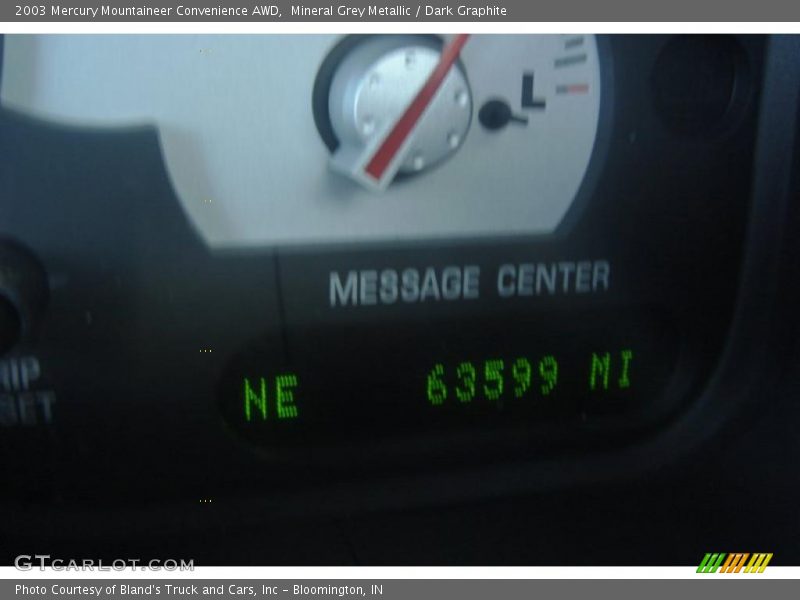 2003 Mercury Mountaineer Convenience AWD,  Mineral Grey Metallic / Dark Graphite
L
MESSAGE CENTER
NE 63599 MI
GTCARLOT.COM
Photo Courtesy of Bland's Truck and Cars, Inc - Bloomington, IN